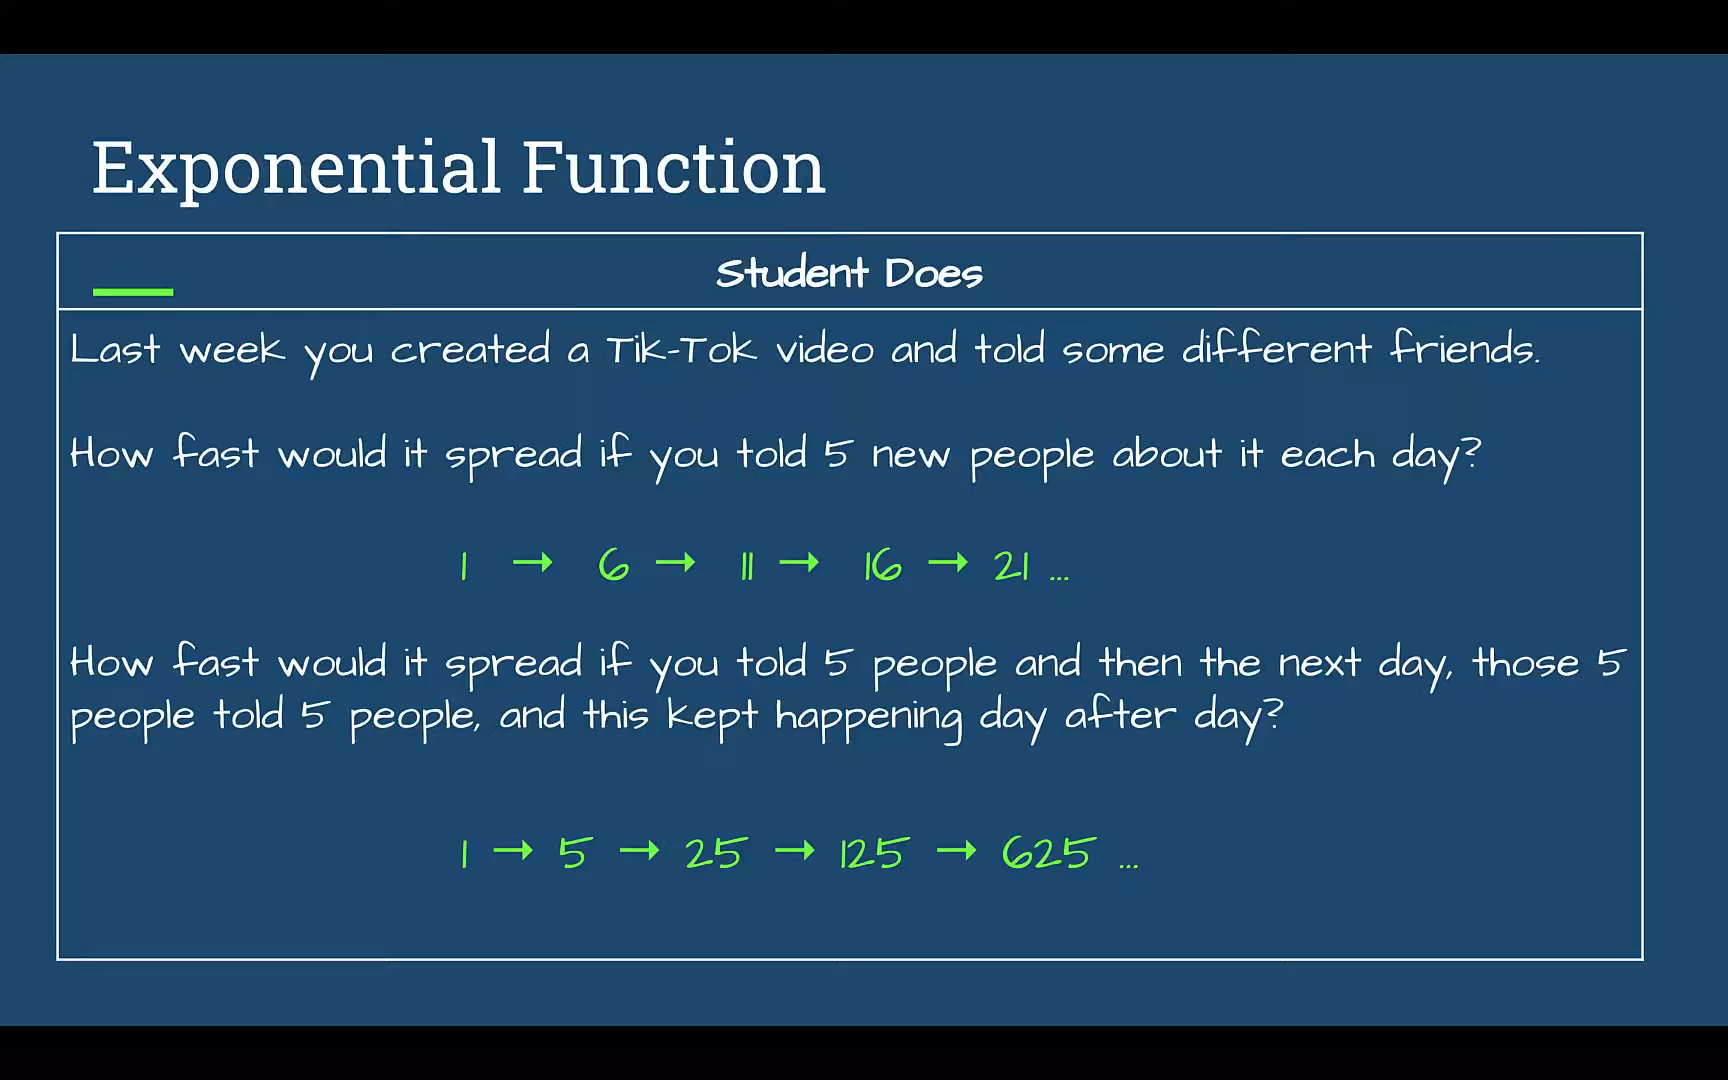 Exponential Function
Student Does
Last week you created a Tik-Tok video and told some different friends.
How fast would it spread if you told 5 new people about it each day?
1 → 6 → 11 → 16 → 21 ...
How fast would it spread if you told 5 people and then the next day, those 5
people told 5 people, and this kept happening day after day?
1 → 5 → 25 → 125 → 625 ...